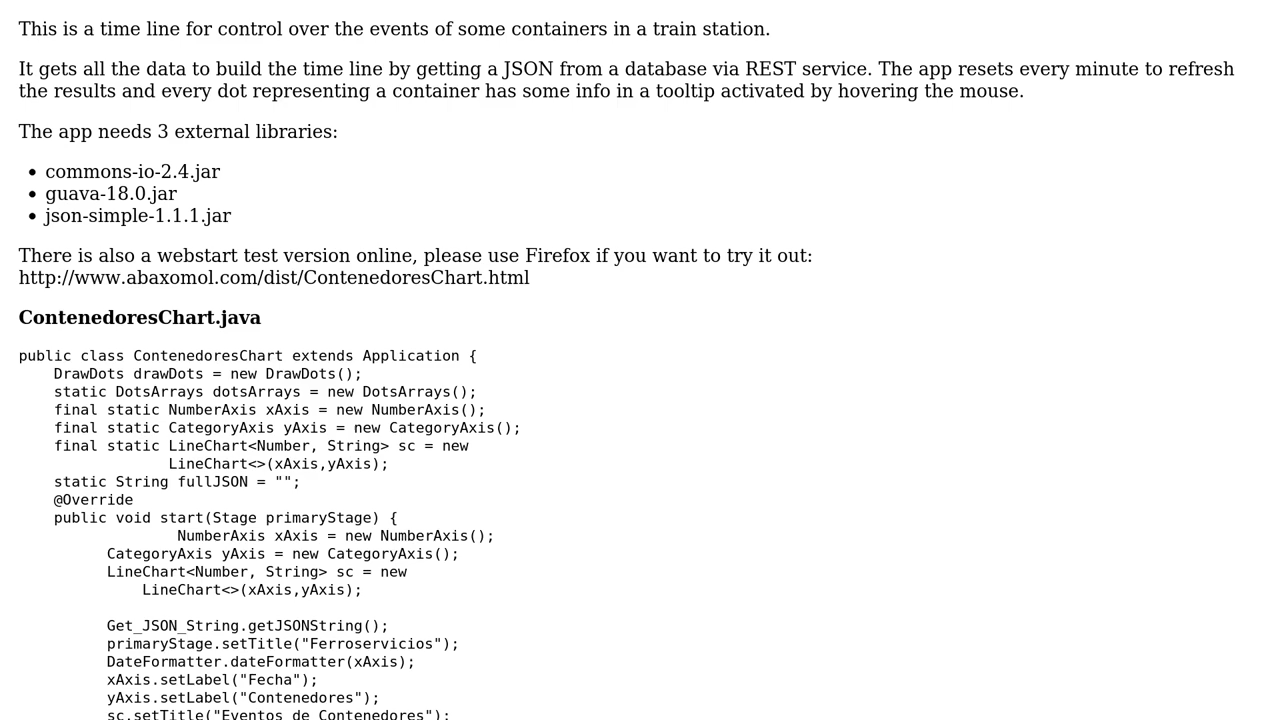 This is a time line for control over the events of some containers in a train station.
It gets all the data to build the time line by getting a JSON from a database via REST service. The app resets every minute to refresh
the results and every dot representing a container has some info in a tooltip activated by hovering the mouse.
The app needs 3 external libraries:
• commons-io-2.4.jar
• guava-18.0.jar
• json-simple-1.1.1.jar
There is also a webstart test version online, please use Firefox if you want to try it out:
http://www.abaxomol.com/dist/ContenedoresChart.html
ContenedoresChart.java
public class ContenedoresChart extends Application {
    DrawDots drawDots = new DrawDots();
    static DotsArrays dotsArrays = new DotsArrays();
    final static NumberAxis xAxis = new NumberAxis();
    final static CategoryAxis yAxis = new CategoryAxis();
    final static LineChart<Number, String> sc = new
                 LineChart<>(xAxis,yAxis);
    static String fullJSON = "";
    @Override
    public void start(Stage primaryStage) {
                  NumberAxis xAxis = new NumberAxis();
          CategoryAxis yAxis = new CategoryAxis();
          LineChart<Number, String> sc = new
              LineChart<>(xAxis,yAxis);
          Get_JSON_String.getJSONString();
          primaryStage.setTitle("Ferroservicios");
          DateFormatter.dateFormatter(xAxis);
          xAxis.setLabel("Fecha");
          yAxis.setLabel("Contenedores");
          sc.setTitle("Eventos de Contenedores");